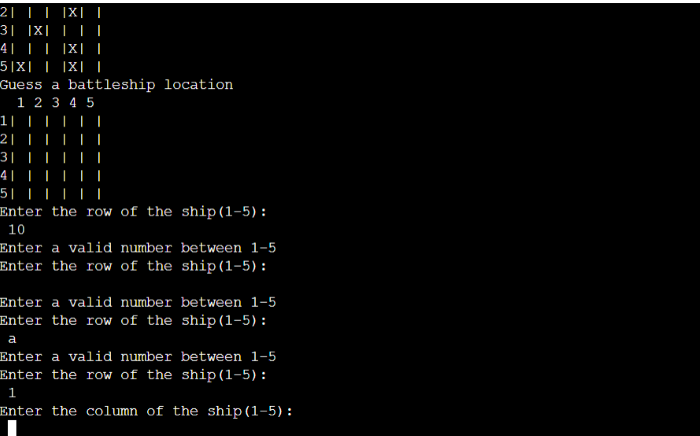 2| | | |X| |
3| |X| | | |
4| | | |X| |
5|X| | |X| |
Guess a battleship location
  1 2 3 4 5
1| | | | | |
2| | | | | |
3| | | | | |
4| | | | | |
5| | | | | |
Enter the row of the ship(1-5):
 10
Enter a valid number between 1-5
Enter the row of the ship(1-5):

Enter a valid number between 1-5
Enter the row of the ship(1-5):
 a
Enter a valid number between 1-5
Enter the row of the ship(1-5):
 1
Enter the column of the ship(1-5):